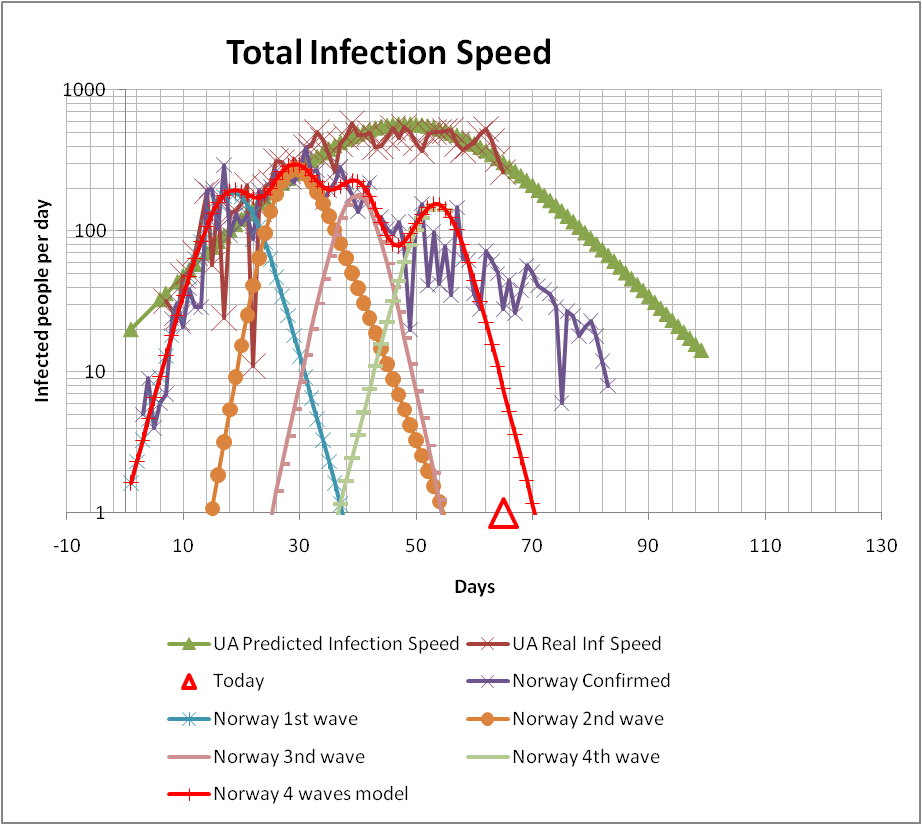 Total Infection Speed
1000
100
10
1
Infected people per day
-10 10 30 50 70 90 110 130
Days
UA Predicted Infection Speed UA Real Inf Speed
Today Norway Confirmed
Norway 1st wave Norway 2nd wave
Norway 3nd wave Norway 4th wave
Norway 4 waves model